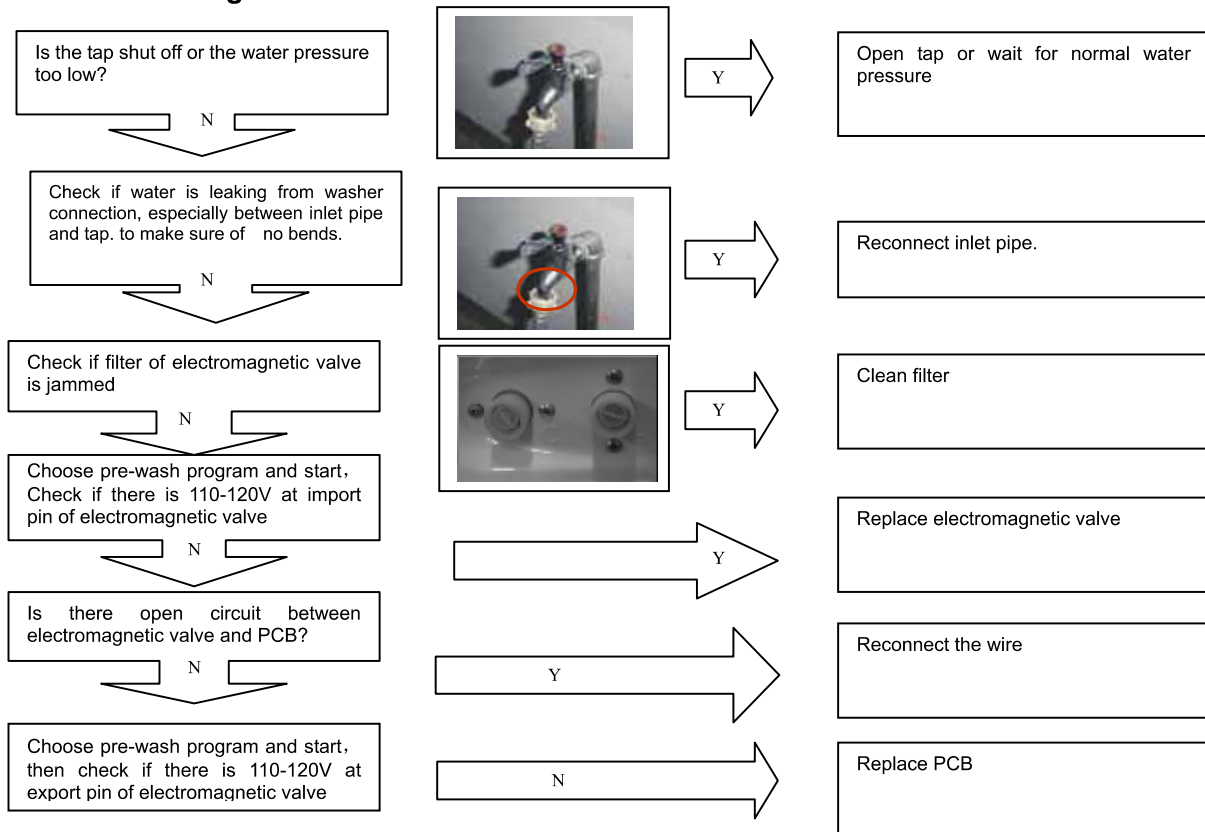 Is the tap shut off or the water pressure
too low?
Y
Open tap or wait for normal water
pressure
N
Check if water is leaking from washer
connection, especially between inlet pipe
and tap. to make sure of no bends.
Y
Reconnect inlet pipe.
N
Check if filter of electromagnetic valve
is jammed
Y
Clean filter
N
Choose pre-wash program and start,
Check if there is 110-120V at import
pin of electromagnetic valve
Y
Replace electromagnetic valve
N
Is there open circuit between
electromagnetic valve and PCB?
Y
Reconnect the wire
N
Choose pre-wash program and start,
then check if there is 110-120V at
export pin of electromagnetic valve
N
Replace PCB